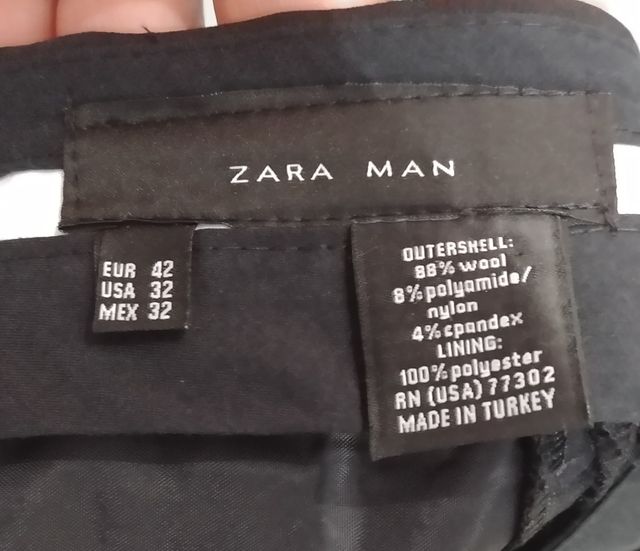 ZARA MAN
EUR 42
USA 32
MEX 32
OUTERSHELL:
88% wool
8% polyamide/
nylon
4% cpandex
LINING:
100% polyester
RN (USA) 77302
MADE IN TURKEY